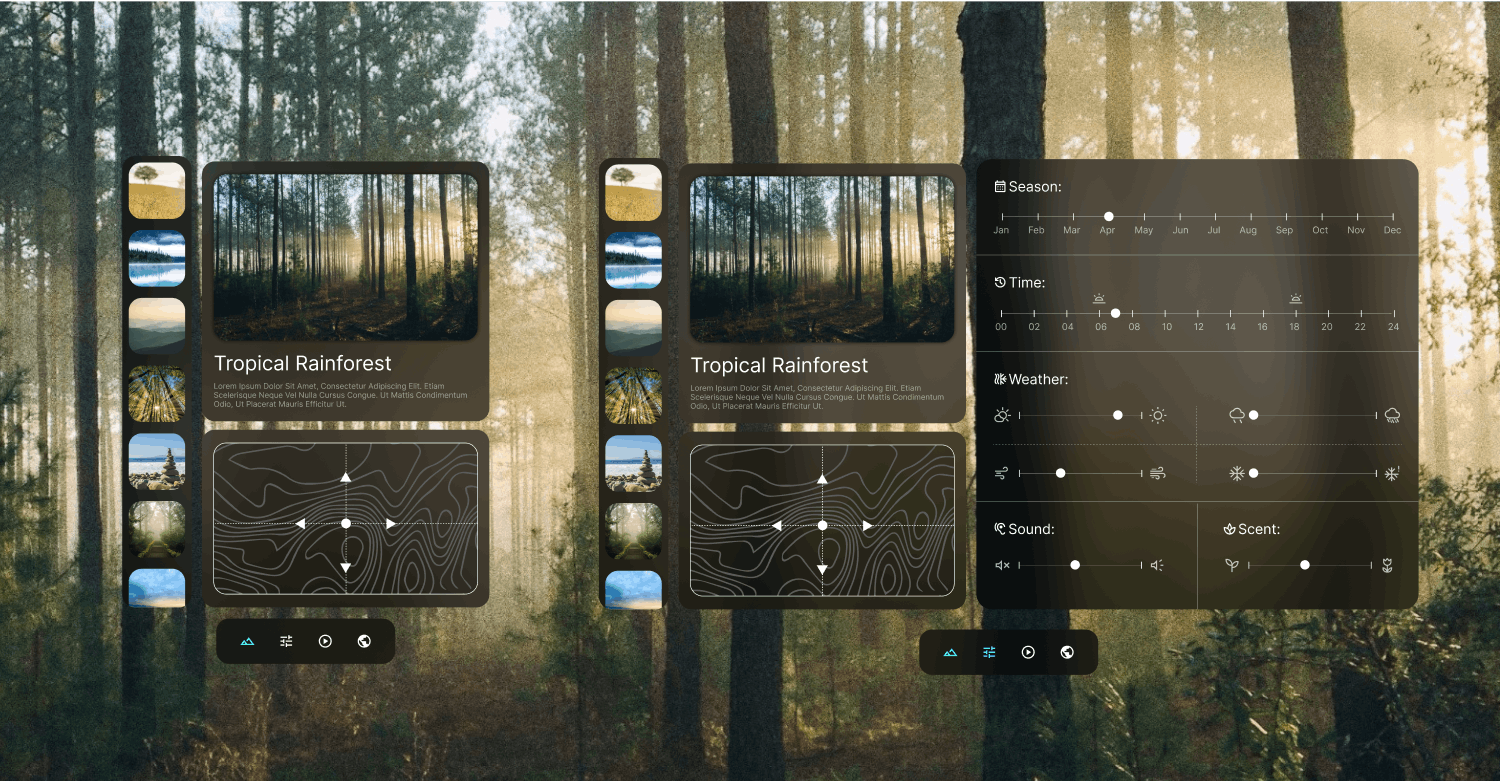 Tropical Rainforest
Lorem Ipsum Dolor Sit Amet, Consectetur Adipiscing Elit. Etiam
Scelerisque Neque Vel Nulla Cursus Congue. Ut Mattis Condimentum
Odio, Ut Placerat Mauris Efficitur Ut.
Tropical Rainforest
Lorem Ipsum Dolor Sit Amet, Consectetur Adipiscing Elit. Etiam
Scelerisque Neque Vel Nulla Cursus Congue. Ut Mattis Condimentum
Odio, Ut Placerat Mauris Efficitur Ut.
Season:
Jan Feb Mar Apr May Jun Jul Aug Sep Oct Nov Dec
Time:
00 02 04 06 08 10 12 14 16 18 20 22 24
Weather:
Sound:
Scent: